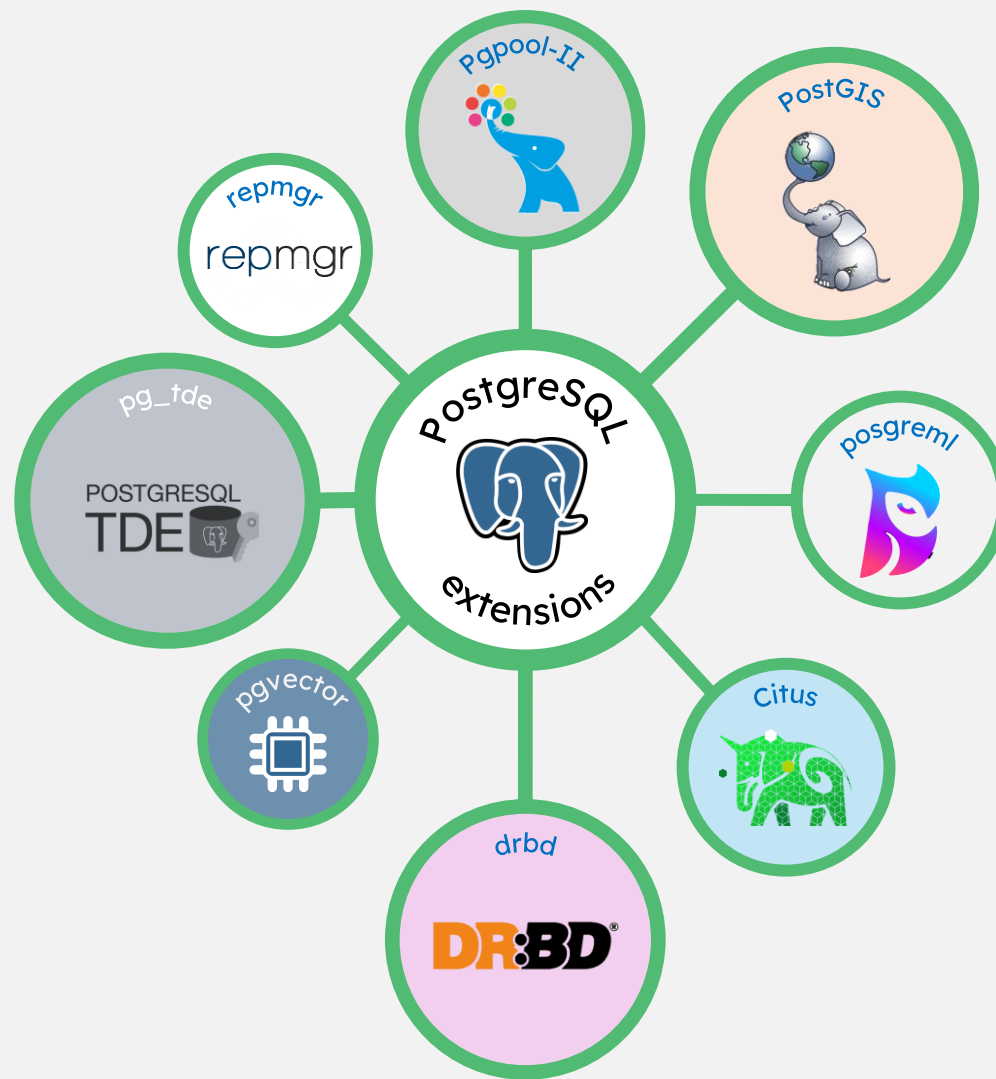 Pgpool-II
PostGIS
repmgr
repmgr
PostgreSQL
extensions
pg_tde
POSTGRESQL
TDE
posgreml
pgvector
Citus
drbd
DR:BD®